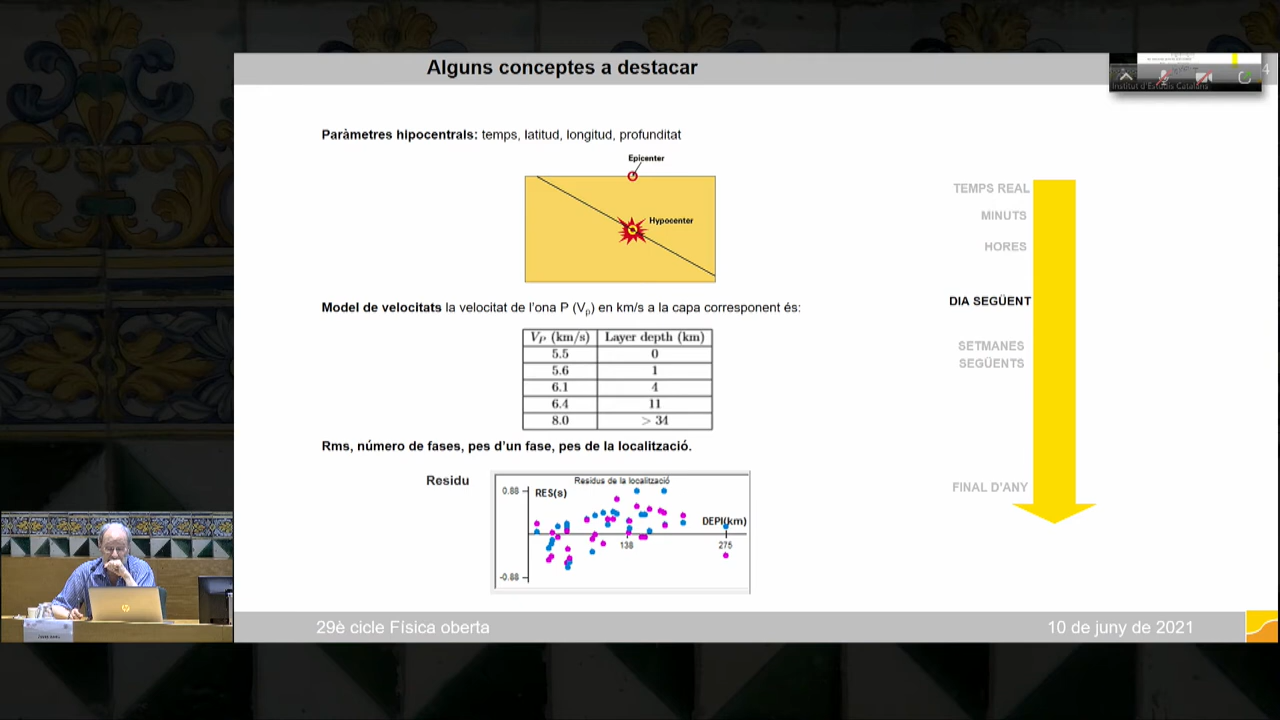 Alguns conceptes a destacar
4
Institut d'Estudis Catalans
Paràmetres hipocentrals: temps, latitud, longitud, profunditat
Epicenter
Hypocenter
Model de velocitats la velocitat de l'ona P (Vp) en km/s a la capa corresponent és:
VP (km/s) Layer depth (km)
5.5 0
5.6 1
6.1 4
6.4 11
8.0 > 34
Rms, número de fases, pes d'un fase, pes de la localització.
Residu
Residus de la localizació
0.88
RES(s)
DEPI(km)
138
275
-0.88
TEMPS REAL
MINUTS
HORES
DIA SEGÜENT
SETMANES
SEGÜENTS
FINAL D'ANY
29è cicle Física oberta
10 de juny de 2021